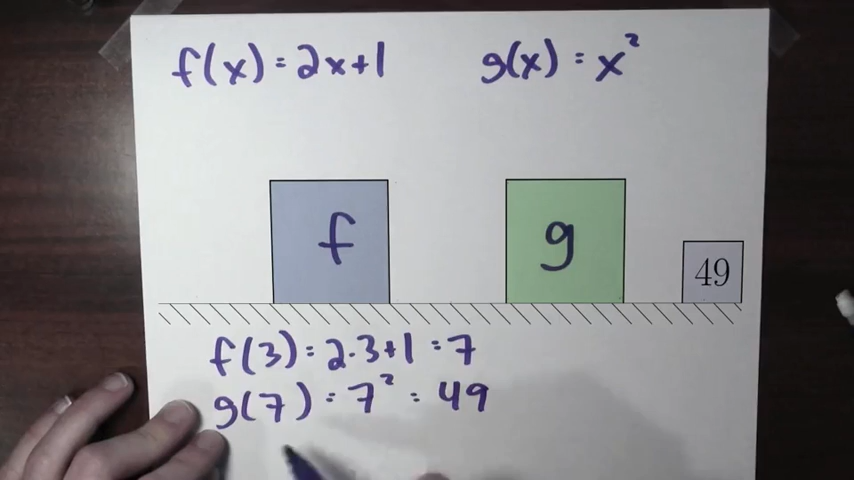 f(x) = 2x+1
g(x) = x²
f
g
49
f(3) = 2·3+1 = 7
g(7) = 7² = 49